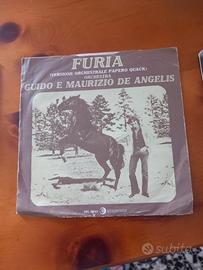 FURIA
(VERSIONE ORCHESTRALE PAPERO QUACK)
ORCHESTRA
GUIDO E MAURIZIO DE ANGELIS
subito